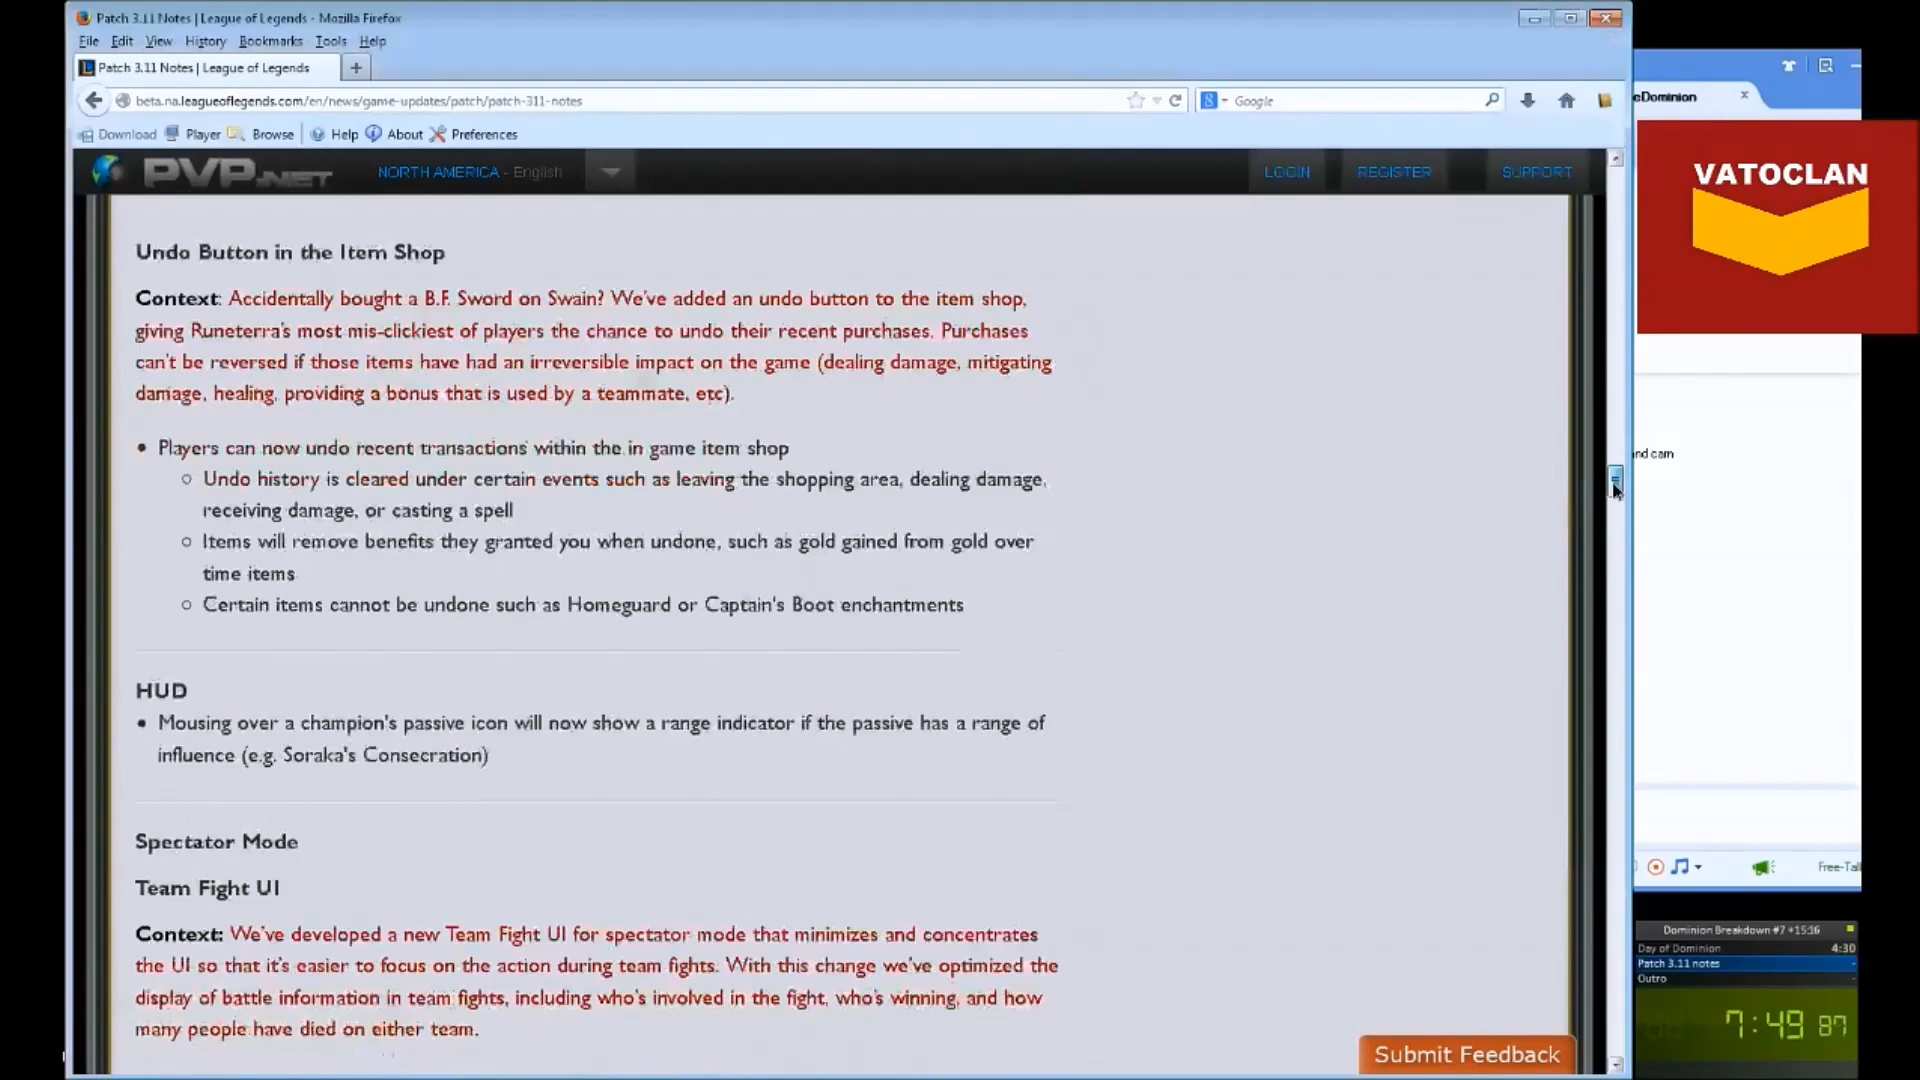 Patch 3.11 Notes | League of Legends - Mozilla Firefox
File Edit View History Bookmarks Tools Help
Patch 3.11 Notes | League of Legends
beta.na.leagueoflegends.com/en/news/game-updates/patch/patch-311-notes
Google
Download Player Browse Help About Preferences
PVP.NET
NORTH AMERICA - English
LOGIN
REGISTER
SUPPORT
Undo Button in the Item Shop
Context: Accidentally bought a B.F. Sword on Swain? We've added an undo button to the item shop,
giving Runeterra's most mis-clickiest of players the chance to undo their recent purchases. Purchases
can't be reversed if those items have had an irreversible impact on the game (dealing damage, mitigating
damage, healing, providing a bonus that is used by a teammate, etc).
Players can now undo recent transactions within the in game item shop
Undo history is cleared under certain events such as leaving the shopping area, dealing damage,
receiving damage, or casting a spell
Items will remove benefits they granted you when undone, such as gold gained from gold over
time items
Certain items cannot be undone such as Homeguard or Captain's Boot enchantments
HUD
Mousing over a champion's passive icon will now show a range indicator if the passive has a range of
influence (e.g. Soraka's Consecration)
Spectator Mode
Team Fight UI
Context: We've developed a new Team Fight UI for spectator mode that minimizes and concentrates
the UI so that it's easier to focus on the action during team fights. With this change we've optimized the
display of battle information in team fights, including who's involved in the fight, who's winning, and how
many people have died on either team.
Submit Feedback
eDominion
VATOCLAN
and cam
Free-Tal
Dominion Breakdown #7 +15:16
Day of Dominion 4:30
Patch 3.11 notes -
Outro -
7:49 87